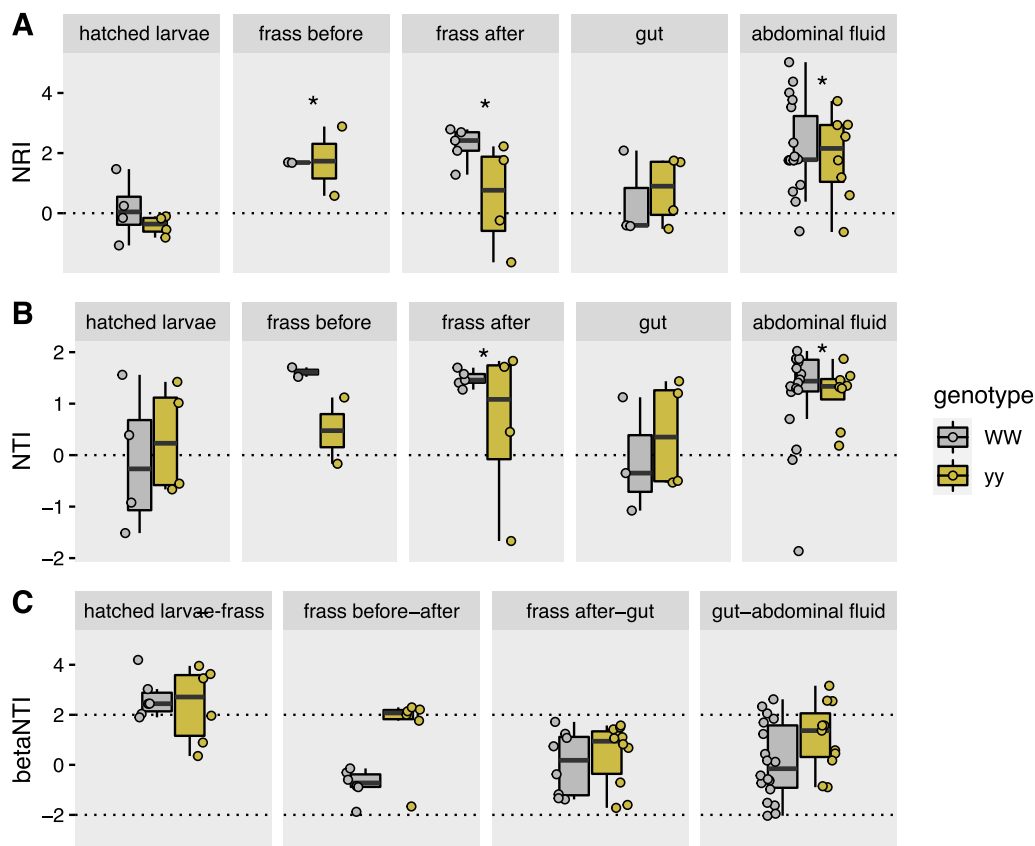 A
hatched larvae
frass before
frass after
gut
abdominal fluid
NRI
4
2
0
*
*
*
B
hatched larvae
frass before
frass after
gut
abdominal fluid
NTI
2
1
0
−1
−2
*
*
genotype
WW
yy
C
hatched larvae−frass
frass before−after
frass after−gut
gut−abdominal fluid
betaNTI
4
2
0
−2